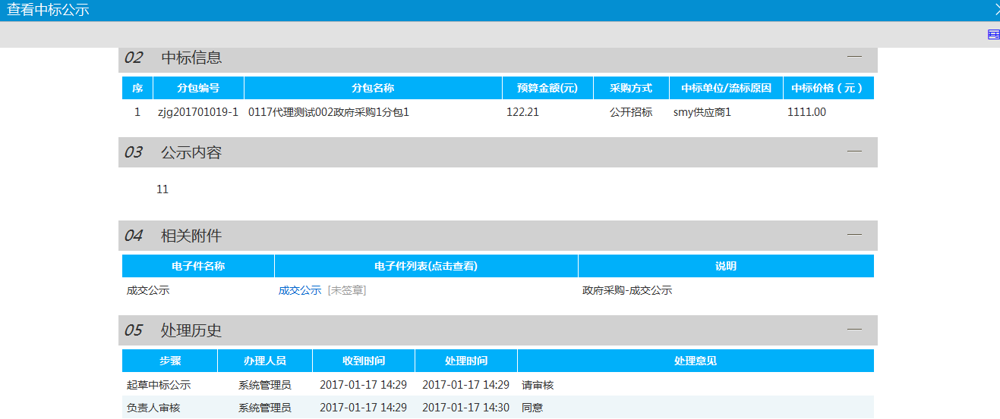 查看中标公示
02 中标信息
序 分包编号 分包名称 预算金额(元) 采购方式 中标单位/流标原因 中标价格（元）
1 zjg201701019-1 0117代理测试002政府采购1分包1 122.21 公开招标 smy供应商1 1111.00
03 公示内容
11
04 相关附件
电子件名称 电子件列表(点击查看) 说明
成交公示 成交公示 [未签章] 政府采购-成交公示
05 处理历史
步骤 办理人员 收到时间 处理时间 处理意见
起草中标公示 系统管理员 2017-01-17 14:29 2017-01-17 14:29 请审核
负责人审核 系统管理员 2017-01-17 14:29 2017-01-17 14:30 同意